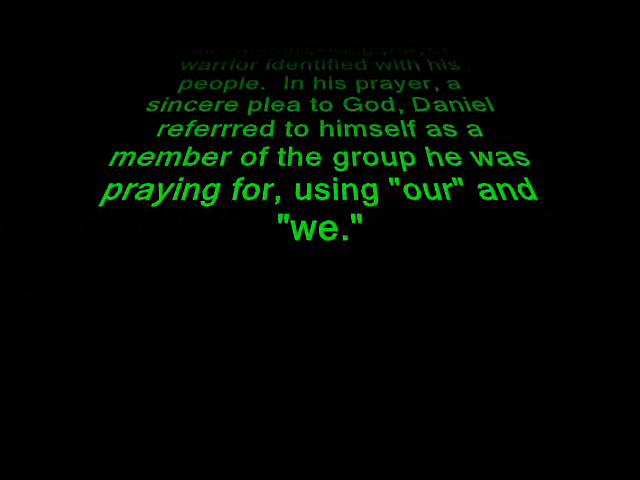 warrior identified with his
people.  In his prayer, a
sincere plea to God, Daniel
referrred to himself as a
member of the group he was
praying for, using "our" and
"we."